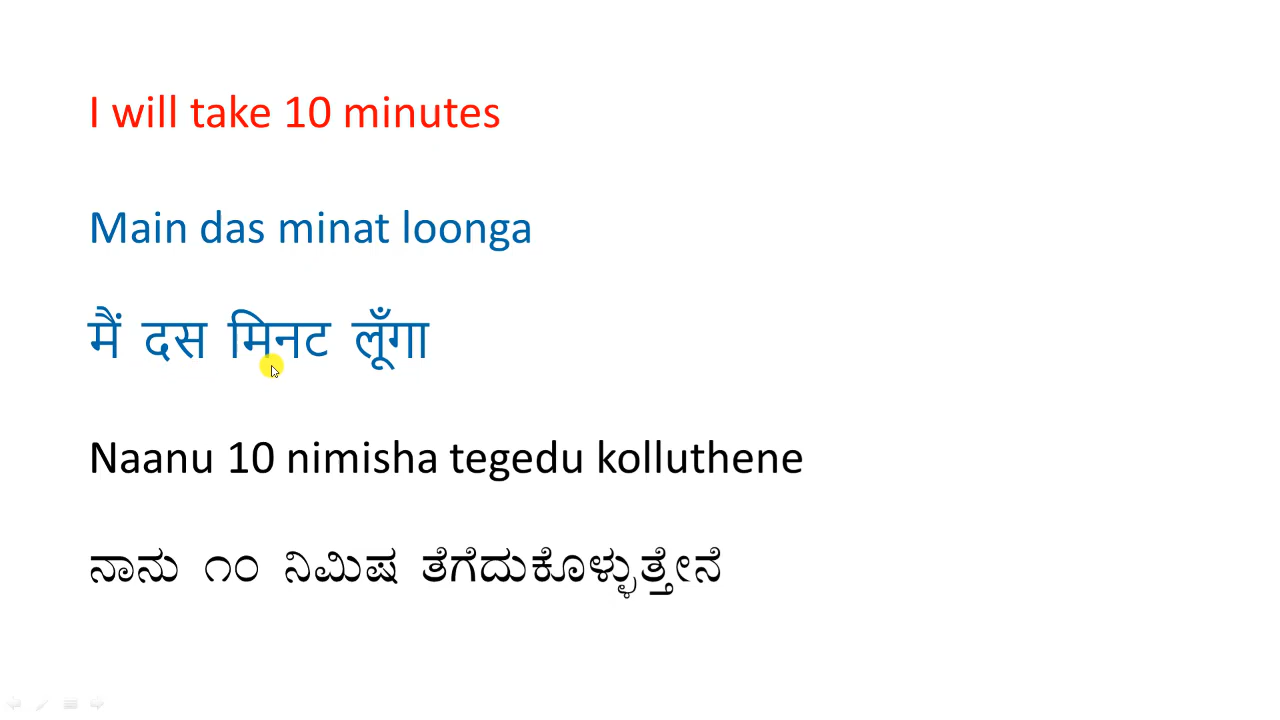 I will take 10 minutes
Main das minat loonga
मैं दस मिनट लूँगा
Naanu 10 nimisha tegedu kolluthene
ನಾನು ೧೦ ನಿಮಿಷ ತೆಗೆದುಕೊಳ್ಳುತ್ತೇನೆ